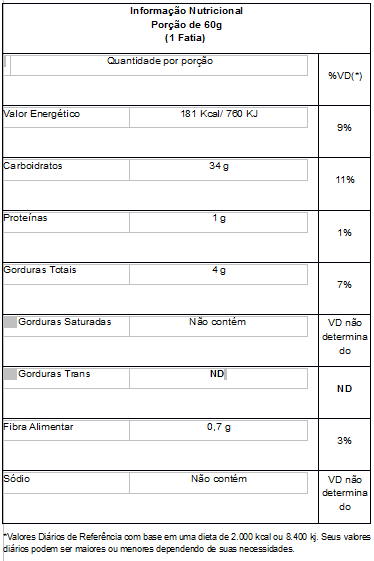 Informação Nutricional
Porção de 60g
(1 Fatia)
Quantidade por porção
%VD(*)
Valor Energético 181 Kcal/ 760 KJ
9%
Carboidratos 34 g
11%
Proteínas 1 g
1%
Gorduras Totais 4 g
7%
Gorduras Saturadas Não contém
VD não
determina
do
Gorduras Trans ND
ND
Fibra Alimentar 0,7 g
3%
Sódio Não contém
VD não
determina
do
*Valores Diários de Referência com base em uma dieta de 2.000 kcal ou 8.400 kj. Seus valores
diários podem ser maiores ou menores dependendo de suas necessidades.